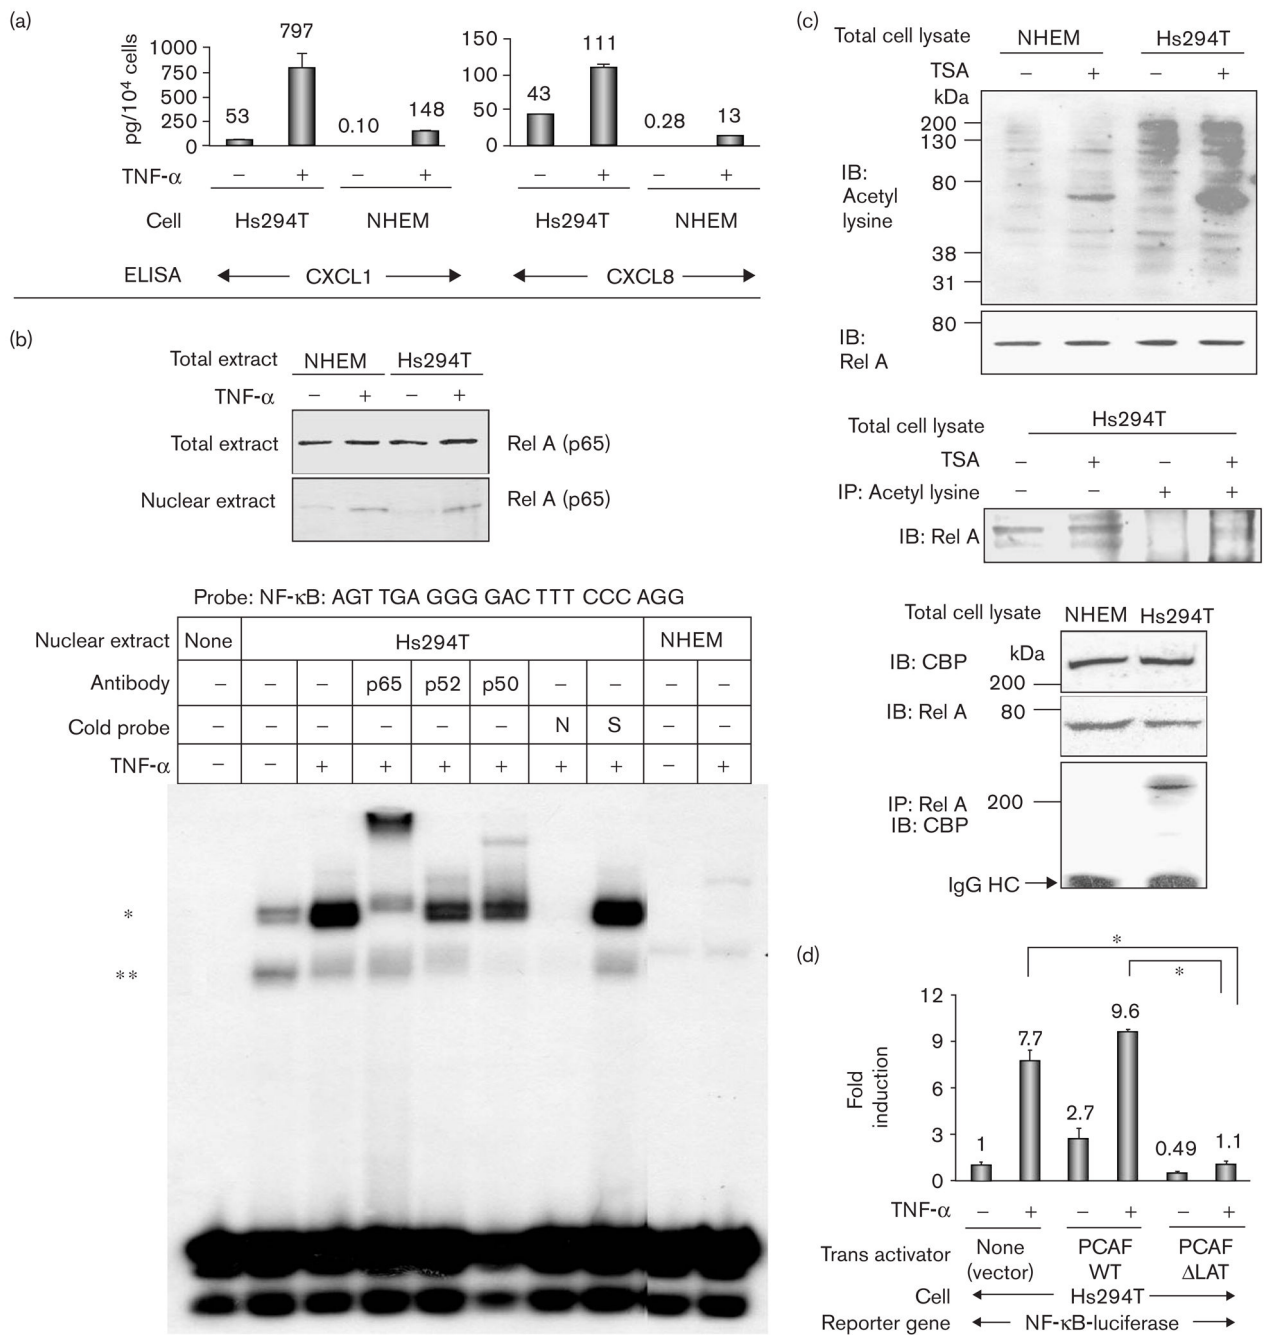 (a)
pg/10⁴ cells
1000
750
500
250
0
53
797
0.10
148
150
100
50
0
43
111
0.28
13
TNF-α – + – + – + – +
Cell Hs294T NHEM Hs294T NHEM
ELISA CXCL1 CXCL8
(b)
Total extract NHEM Hs294T
TNF-α – + – +
Total extract Rel A (p65)
Nuclear extract Rel A (p65)
Probe: NF-κB: AGT TGA GGG GAC TTT CCC AGG
Nuclear extract None Hs294T NHEM
Antibody – – – p65 p52 p50 – – – –
Cold probe – – – – – – N S – –
TNF-α – – + + + + + + – +
*
**
(c)
Total cell lysate NHEM Hs294T
TSA – + – +
kDa
200
130
80
38
31
IB:
Acetyl
lysine
80
IB:
Rel A
Total cell lysate Hs294T
TSA – + – +
IP: Acetyl lysine – – + +
IB: Rel A
Total cell lysate NHEM Hs294T
IB: CBP kDa
200
IB: Rel A 80
IP: Rel A 200
IB: CBP
IgG HC
(d)
*
*
Fold
induction
12
9
6
3
0
1
7.7
2.7
9.6
0.49
1.1
TNF-α – + – + – +
Trans activator None PCAF PCAF
(vector) WT ΔLAT
Cell Hs294T
Reporter gene NF-κB-luciferase